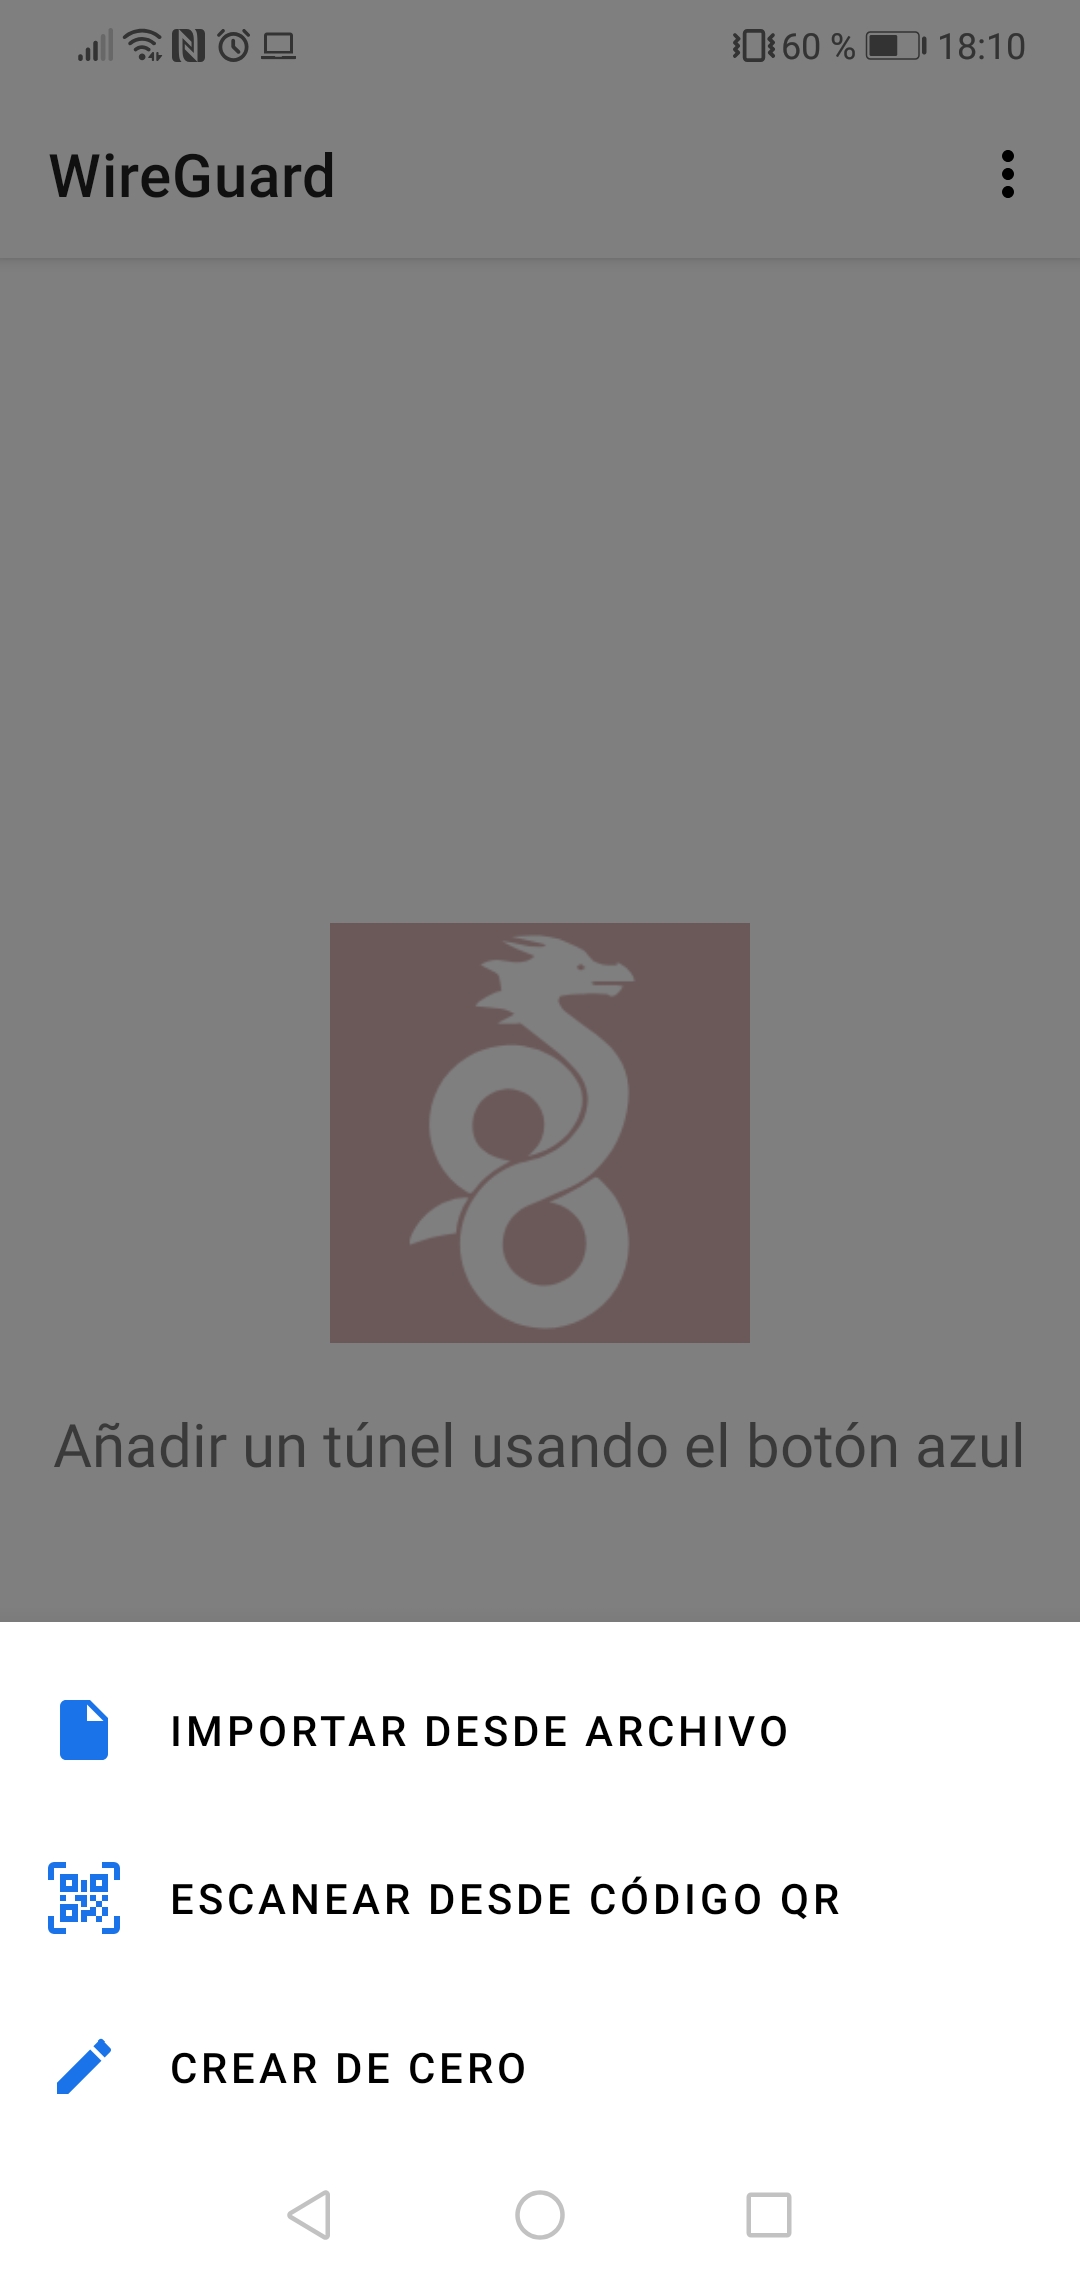 60 % 18:10
WireGuard
Añadir un túnel usando el botón azul
IMPORTAR DESDE ARCHIVO
ESCANEAR DESDE CÓDIGO QR
CREAR DE CERO